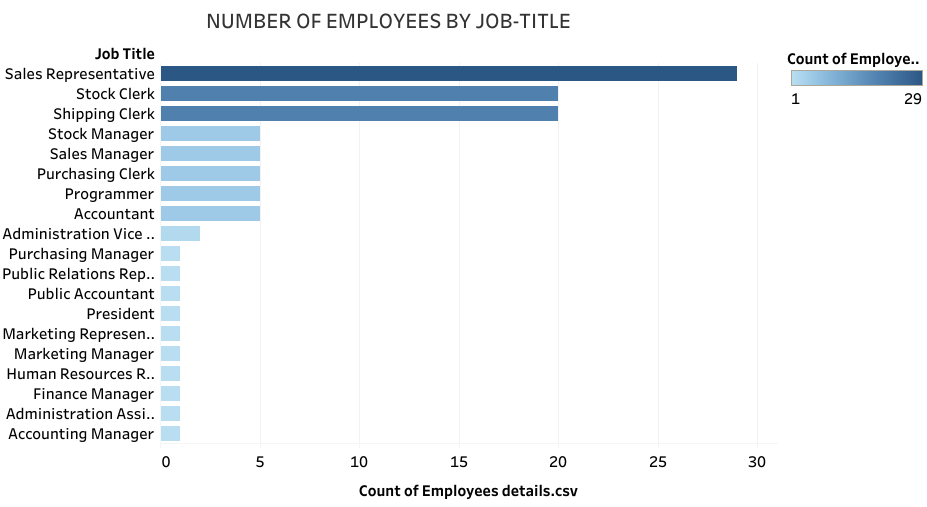 NUMBER OF EMPLOYEES BY JOB-TITLE
Job Title
Sales Representative
Stock Clerk
Shipping Clerk
Stock Manager
Sales Manager
Purchasing Clerk
Programmer
Accountant
Administration Vice ..
Purchasing Manager
Public Relations Rep..
Public Accountant
President
Marketing Represen..
Marketing Manager
Human Resources R..
Finance Manager
Administration Assi..
Accounting Manager
0 5 10 15 20 25 30
Count of Employees details.csv
Count of Employe..
1 29